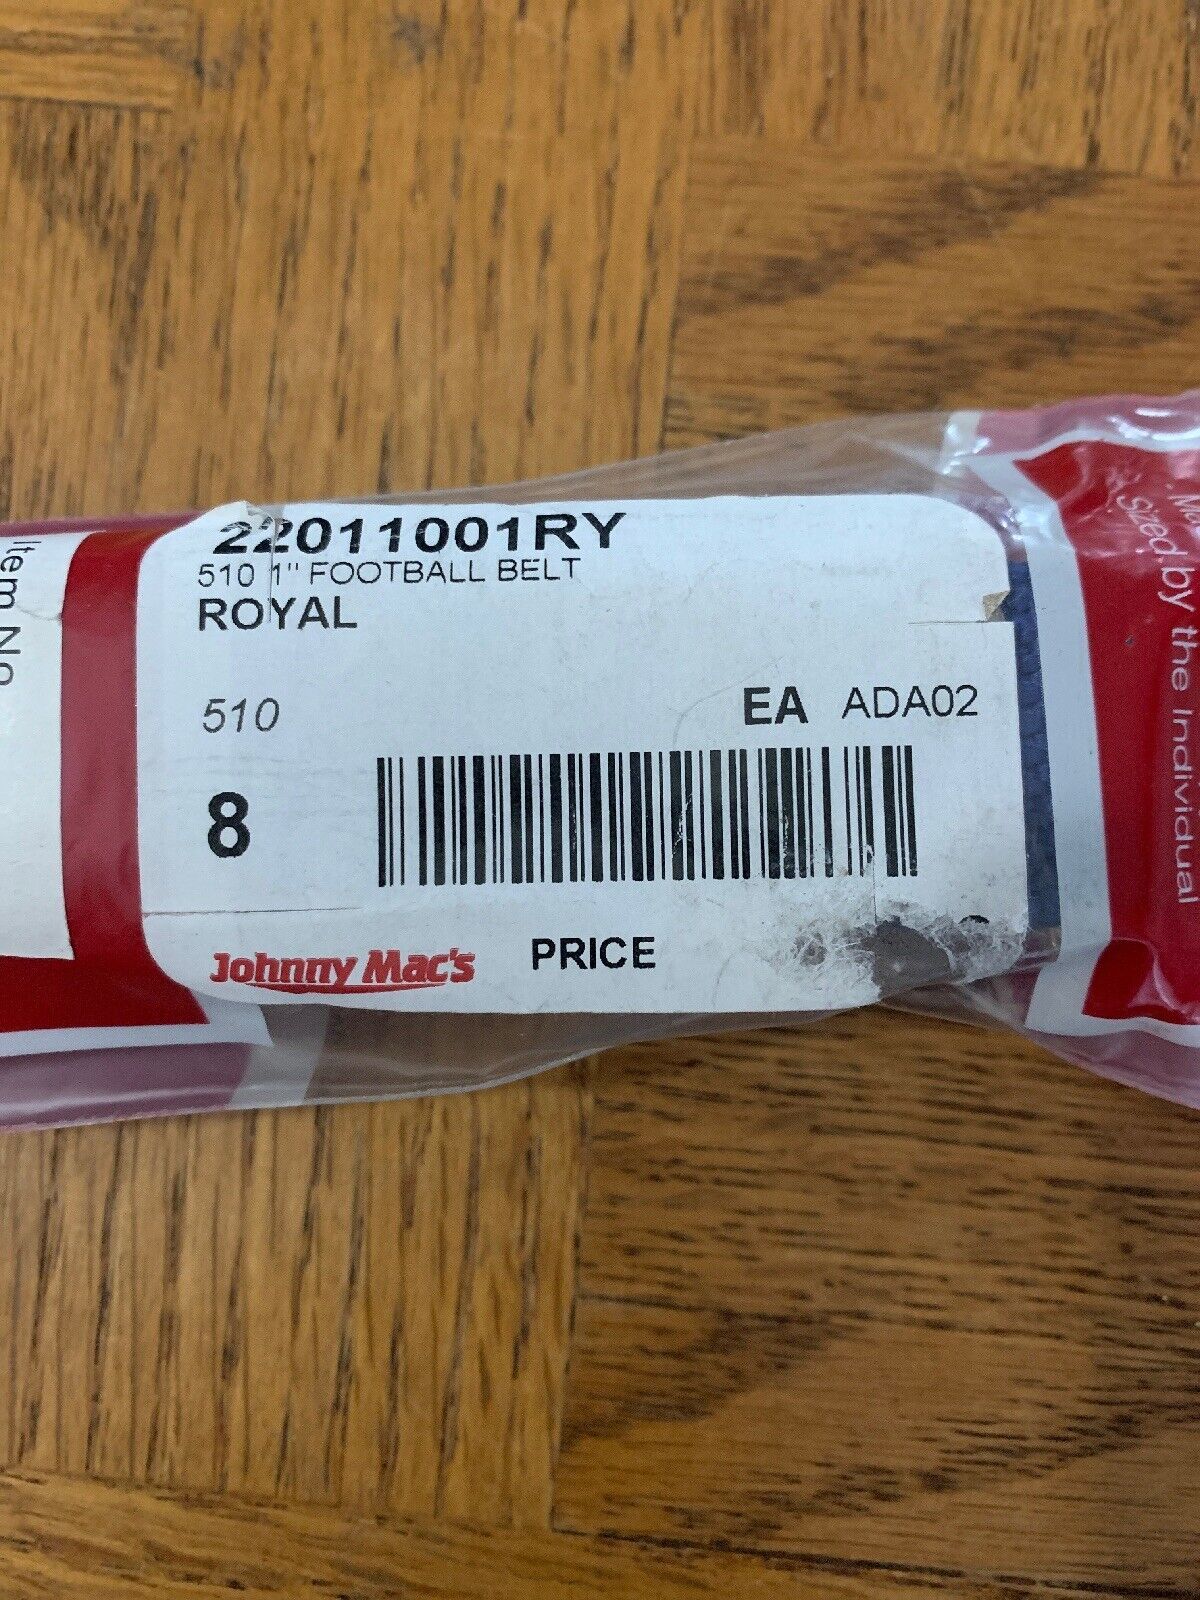 22011001RY
510 1" FOOTBALL BELT
ROYAL
510
EA ADA02
8
Johnny Mac's
PRICE
Item No
Sized by the Individual